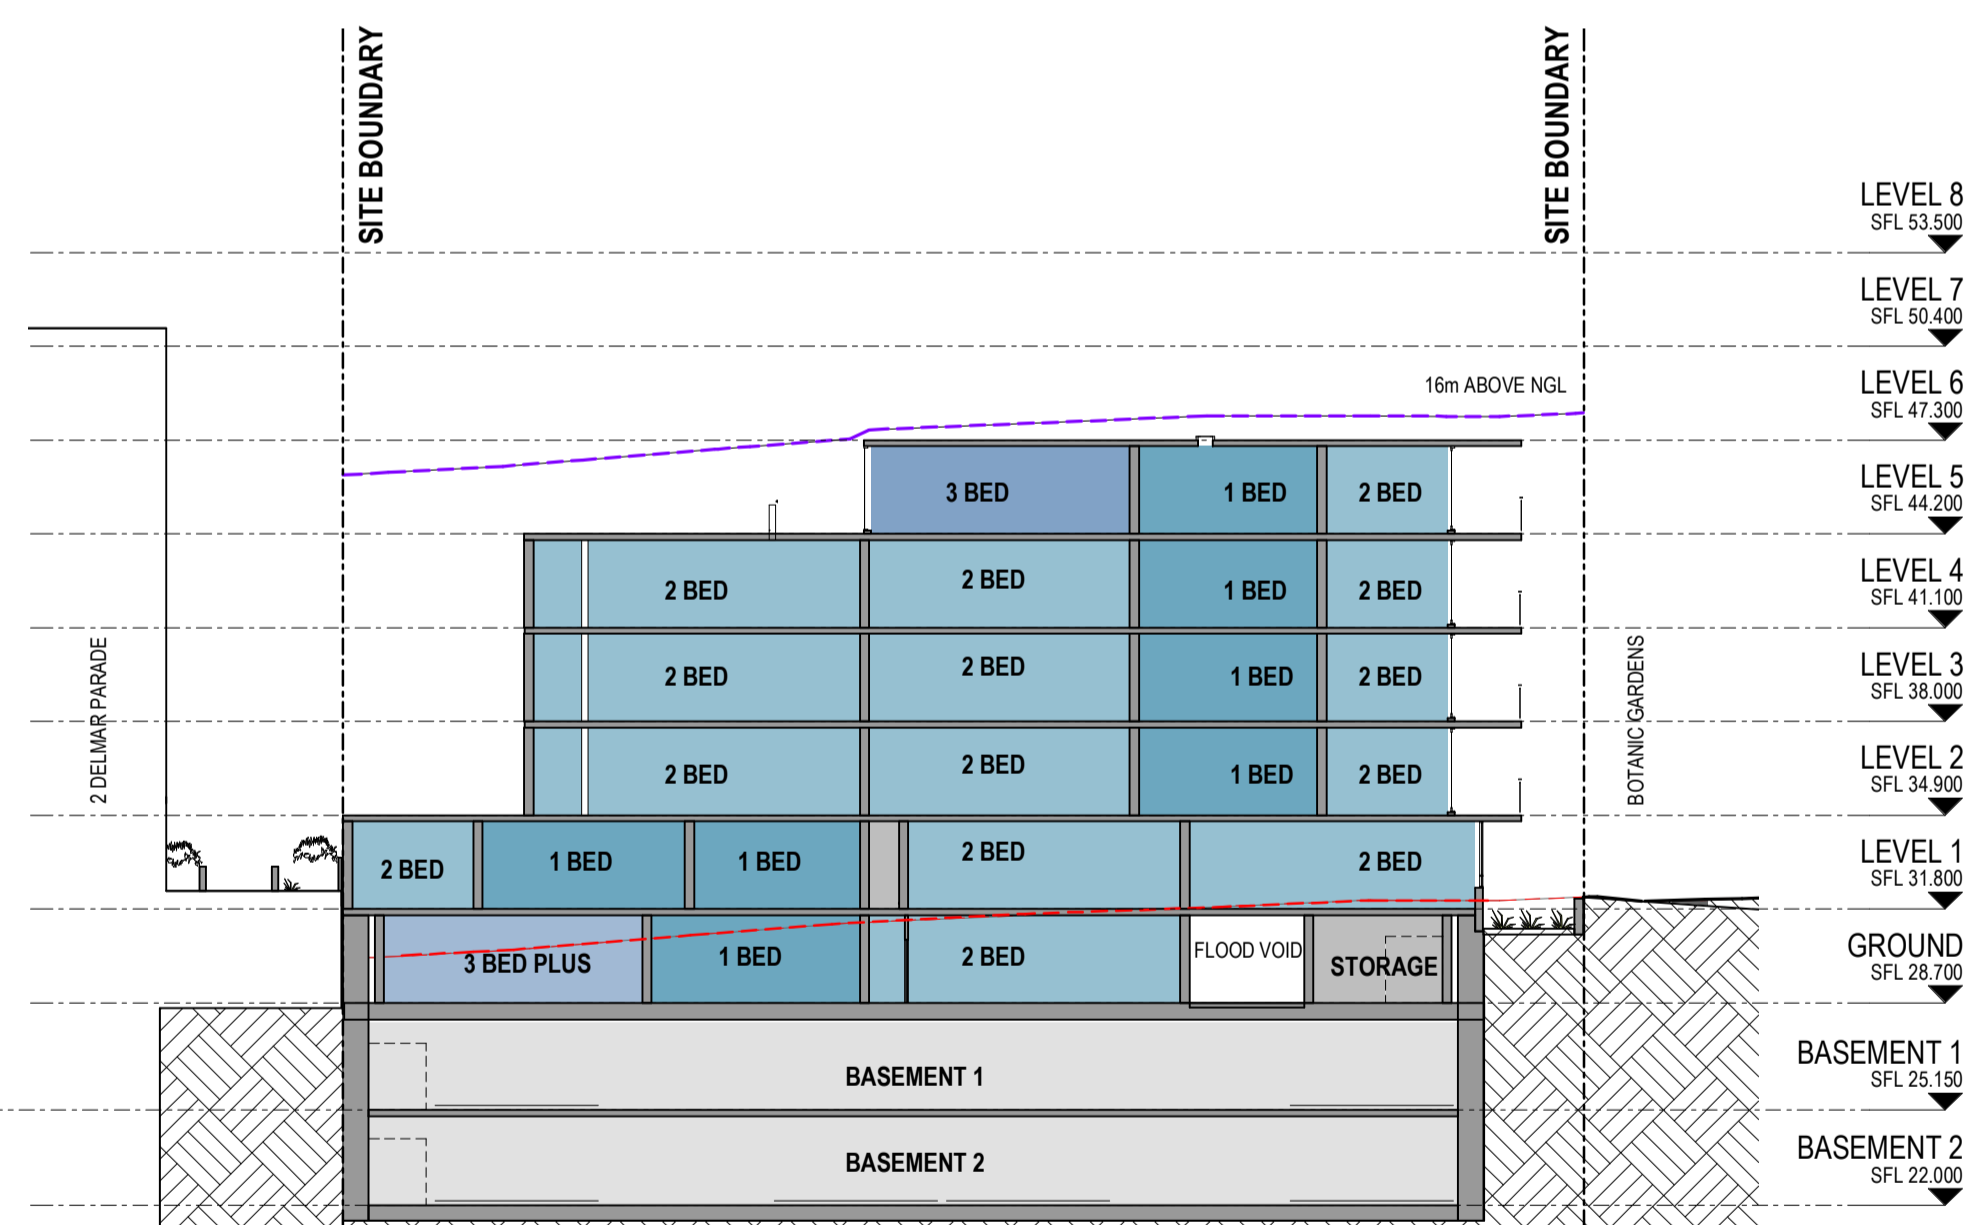 SITE BOUNDARY
SITE BOUNDARY
LEVEL 8
SFL 53.500
LEVEL 7
SFL 50.400
16m ABOVE NGL
LEVEL 6
SFL 47.300
3 BED
1 BED
2 BED
LEVEL 5
SFL 44.200
2 BED
2 BED
1 BED
2 BED
LEVEL 4
SFL 41.100
2 BED
2 BED
1 BED
2 BED
LEVEL 3
SFL 38.000
2 DELMAR PARADE
BOTANIC GARDENS
2 BED
2 BED
1 BED
2 BED
LEVEL 2
SFL 34.900
2 BED
1 BED
1 BED
2 BED
2 BED
LEVEL 1
SFL 31.800
3 BED PLUS
1 BED
2 BED
FLOOD VOID
STORAGE
GROUND
SFL 28.700
BASEMENT 1
BASEMENT 1
SFL 25.150
BASEMENT 2
BASEMENT 2
SFL 22.000